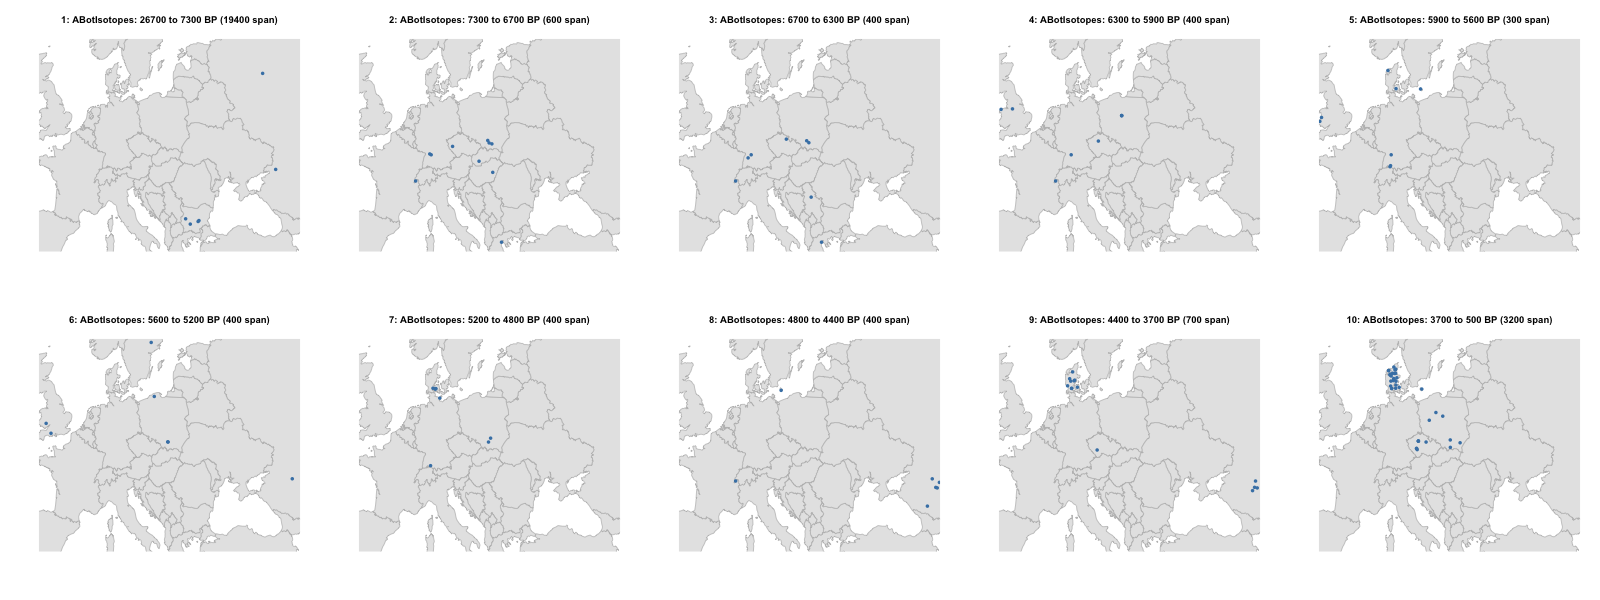 1: ABotIsotopes: 26700 to 7300 BP (19400 span)
2: ABotIsotopes: 7300 to 6700 BP (600 span)
3: ABotIsotopes: 6700 to 6300 BP (400 span)
4: ABotIsotopes: 6300 to 5900 BP (400 span)
5: ABotIsotopes: 5900 to 5600 BP (300 span)
6: ABotIsotopes: 5600 to 5200 BP (400 span)
7: ABotIsotopes: 5200 to 4800 BP (400 span)
8: ABotIsotopes: 4800 to 4400 BP (400 span)
9: ABotIsotopes: 4400 to 3700 BP (700 span)
10: ABotIsotopes: 3700 to 500 BP (3200 span)